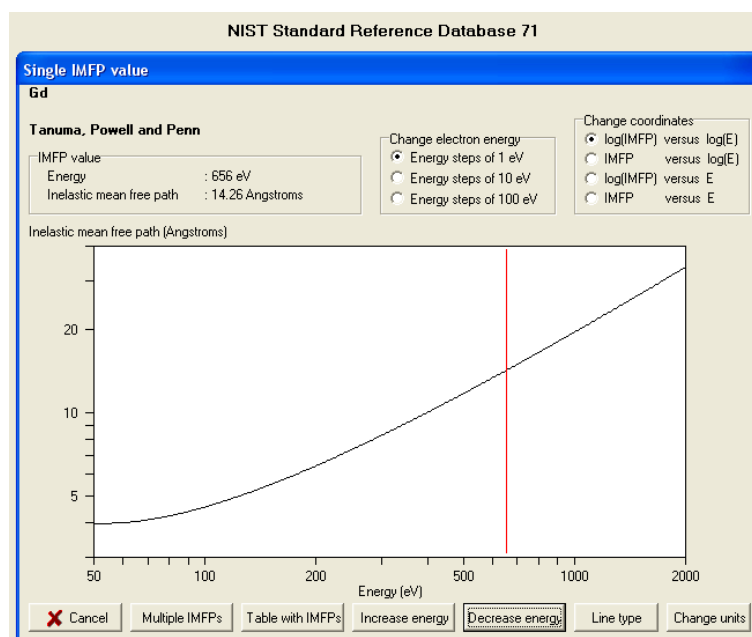 NIST Standard Reference Database 71
Single IMFP value
Gd
Tanuma, Powell and Penn
IMFP value
Energy : 656 eV
Inelastic mean free path : 14.26 Angstroms
Change electron energy
Energy steps of 1 eV
Energy steps of 10 eV
Energy steps of 100 eV
Change coordinates
log(IMFP) versus log(E)
IMFP versus log(E)
log(IMFP) versus E
IMFP versus E
Inelastic mean free path (Angstroms)
20
10
5
50 100 200 500 1000 2000
Energy (eV)
Cancel Multiple IMFPs Table with IMFPs Increase energy Decrease energy Line type Change units